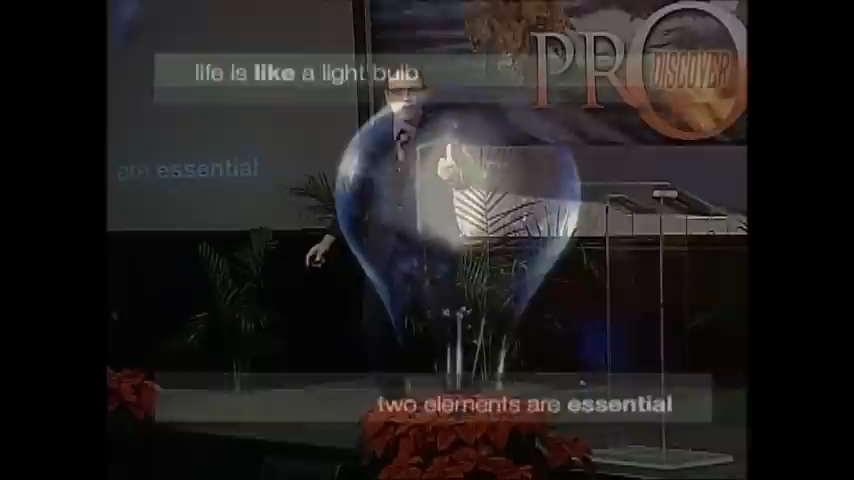 PRO
DISCOVER
life is like a light bulb
are essential
two elements are essential